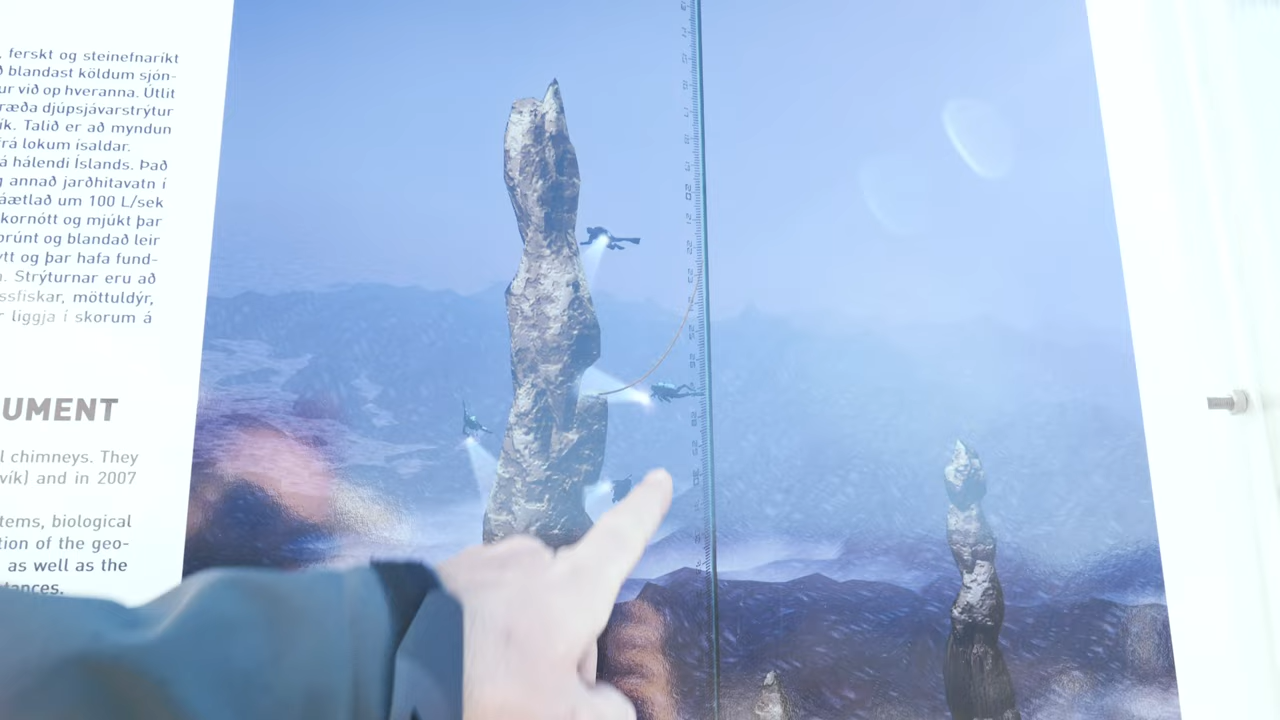 , ferskt og steinefnaríkt
ð blandast köldum sjón-
ur við op hveranna. Útlit
ræða djúpsjávarstrýtur
ík. Talið er að myndun
frá lokum ísaldar.
á hálendi Íslands. Það
g annað jarðhitavatn í
áætlað um 100 L/sek
kornótt og mjúkt þar
brúnt og blandað leir
ytt og þar hafa fund-
. Strýturnar eru að
ssfiskar, möttuldýr,
r liggja í skorum á
UMENT
l chimneys. They
vík) and in 2007
tems, biological
tion of the geo-
as well as the
tances.